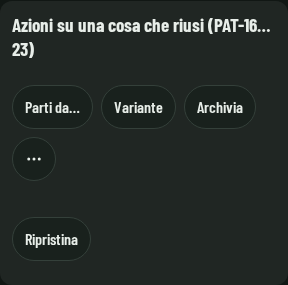 Azioni su una cosa che riusi (PAT-16…
23)
Parti da…
Variante
Archivia
…
Ripristina